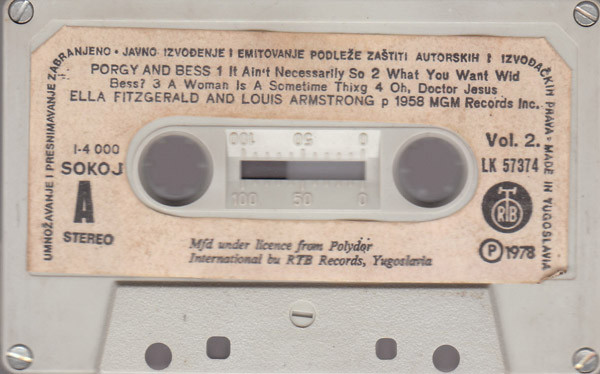 UMNOŽAVANJE I PRESNIMAVANJE ZABRANJENO • JAVNO IZVOĐENJE I EMITOVANJE PODLEŽE ZAŠTITI AUTORSKIH I IZVOĐAČKIH PRAVA • MADE IN YUGOSLAVIA
PORGY AND BESS 1 It Ain't Necessarily So 2 What You Want Wid
Bess? 3 A Woman Is A Sometime Thixg 4 Oh, Doctor Jesus
ELLA FITZGERALD AND LOUIS ARMSTRONG p 1958 MGM Records Inc.
I-4 000
SOKOJ
A
STEREO
100 50 0
100 50 0
Vol. 2.
LK 57374
RTB
P 1978
Mfd under licence from Polydor
International bu RTB Records, Yugoslavia